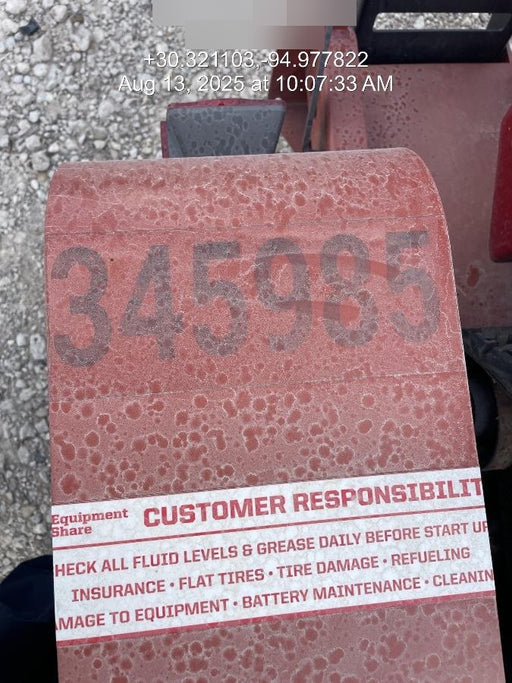 +30.321103,-94.977822
Aug 13, 2025 at 10:07:33 AM
345985
Equipment
Share
CUSTOMER RESPONSIBILIT
HECK ALL FLUID LEVELS & GREASE DAILY BEFORE START UP
INSURANCE • FLAT TIRES • TIRE DAMAGE • REFUELING
AMAGE TO EQUIPMENT • BATTERY MAINTENANCE • CLEANIN